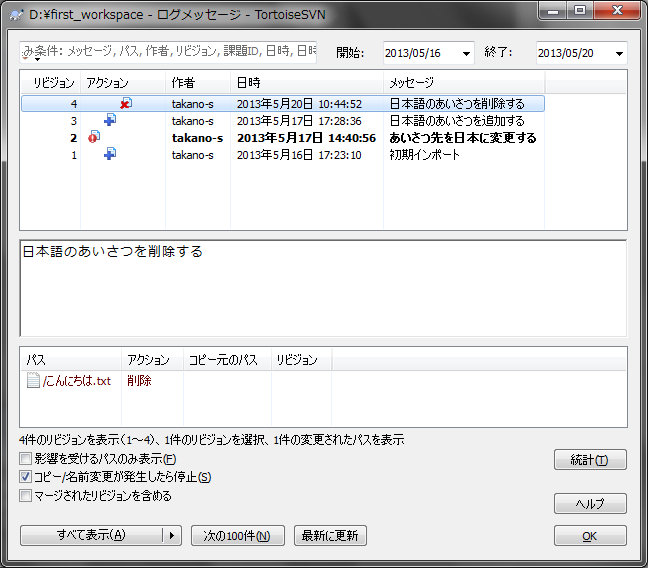 D:¥first_workspace - ログメッセージ - TortoiseSVN
み条件: メッセージ, パス, 作者, リビジョン, 課題ID, 日時, 日時 開始: 2013/05/16 終了: 2013/05/20
リビジョン アクション 作者 日時 メッセージ
4 takano-s 2013年5月20日 10:44:52 日本語のあいさつを削除する
3 takano-s 2013年5月17日 17:28:36 日本語のあいさつを追加する
2 takano-s 2013年5月17日 14:40:56 あいさつ先を日本に変更する
1 takano-s 2013年5月16日 17:23:10 初期インポート
日本語のあいさつを削除する
パス アクション コピー元のパス リビジョン
/こんにちは.txt 削除
4件のリビジョンを表示(1～4)、1件のリビジョンを選択、1件の変更されたパスを表示
影響を受けるパスのみ表示(F)
統計(T)
コピー/名前変更が発生したら停止(S)
マージされたリビジョンを含める
ヘルプ
すべて表示(A) 次の100件(N) 最新に更新 OK